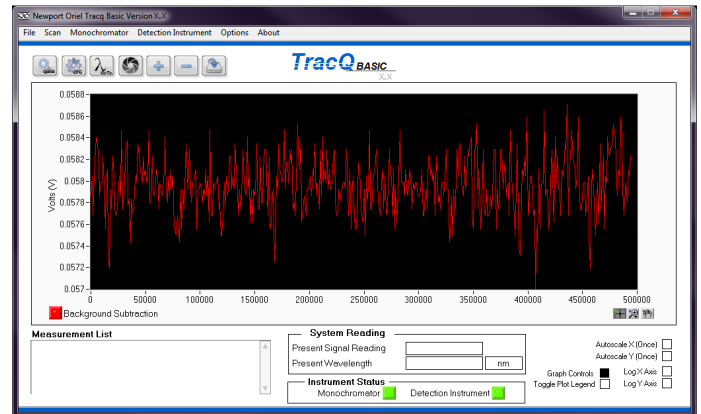 Newport Oriel Tracq Basic Version X.X
File Scan Monochromator Detection Instrument Options About
Quick CFG λ GoTo
TracQ BASIC
X.X
0.0588
0.0586
0.0584
0.0582
0.058
0.0578
0.0576
0.0574
0.0572
0.057
Volts (V)
0 50000 100000 150000 200000 250000 300000 350000 400000 450000 500000
Background Subtraction
Measurement List
System Reading
Present Signal Reading
Present Wavelength nm
Instrument Status
Monochromator Detection Instrument
Autoscale X (Once)
Autoscale Y (Once)
Graph Controls Log X Axis
Toggle Plot Legend Log Y Axis